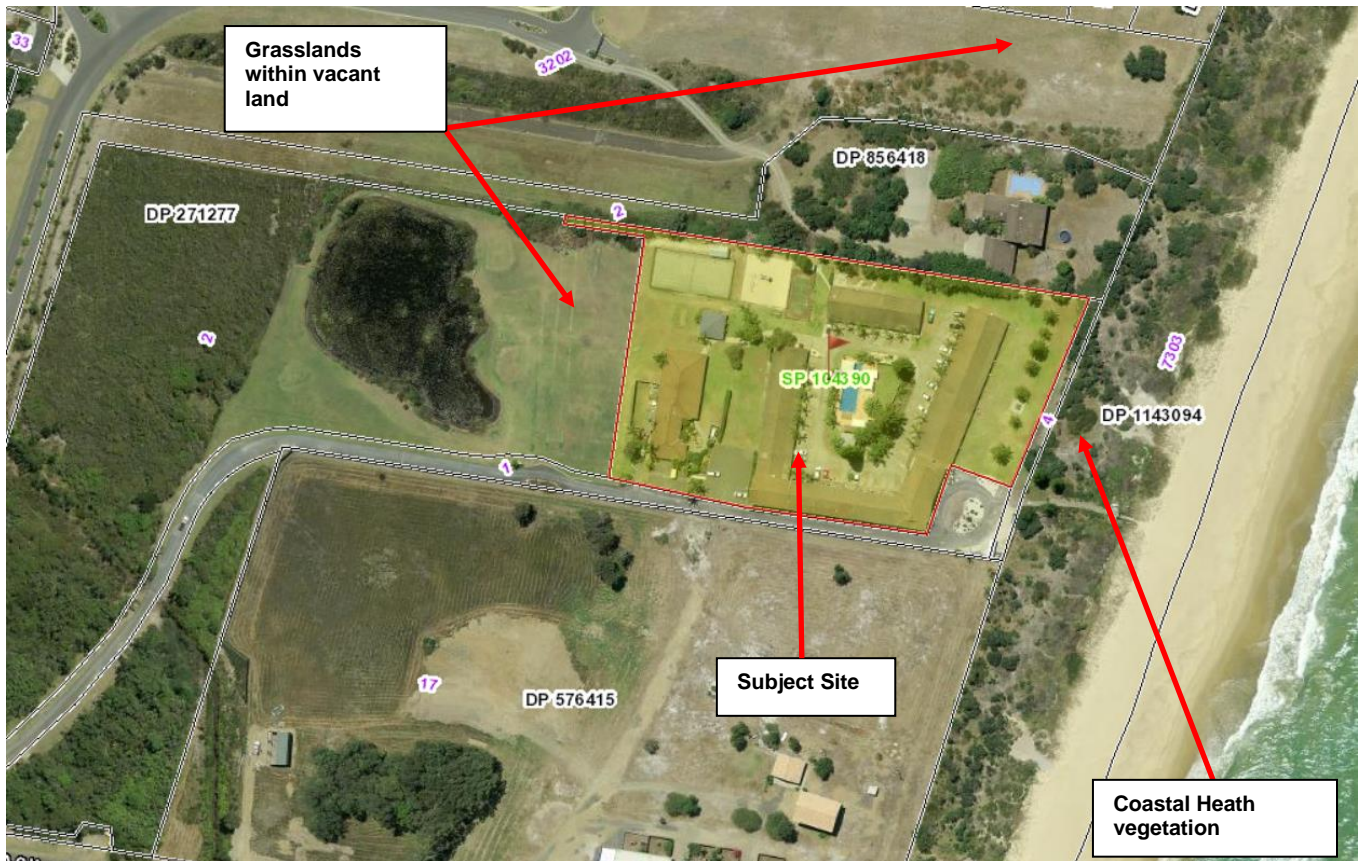 33
Grasslands
within vacant
land
3202
DP 856418
DP 271277
2
2
SP 104390
7303
DP 1143094
4
1
17
DP 576415
Subject Site
Coastal Heath
vegetation